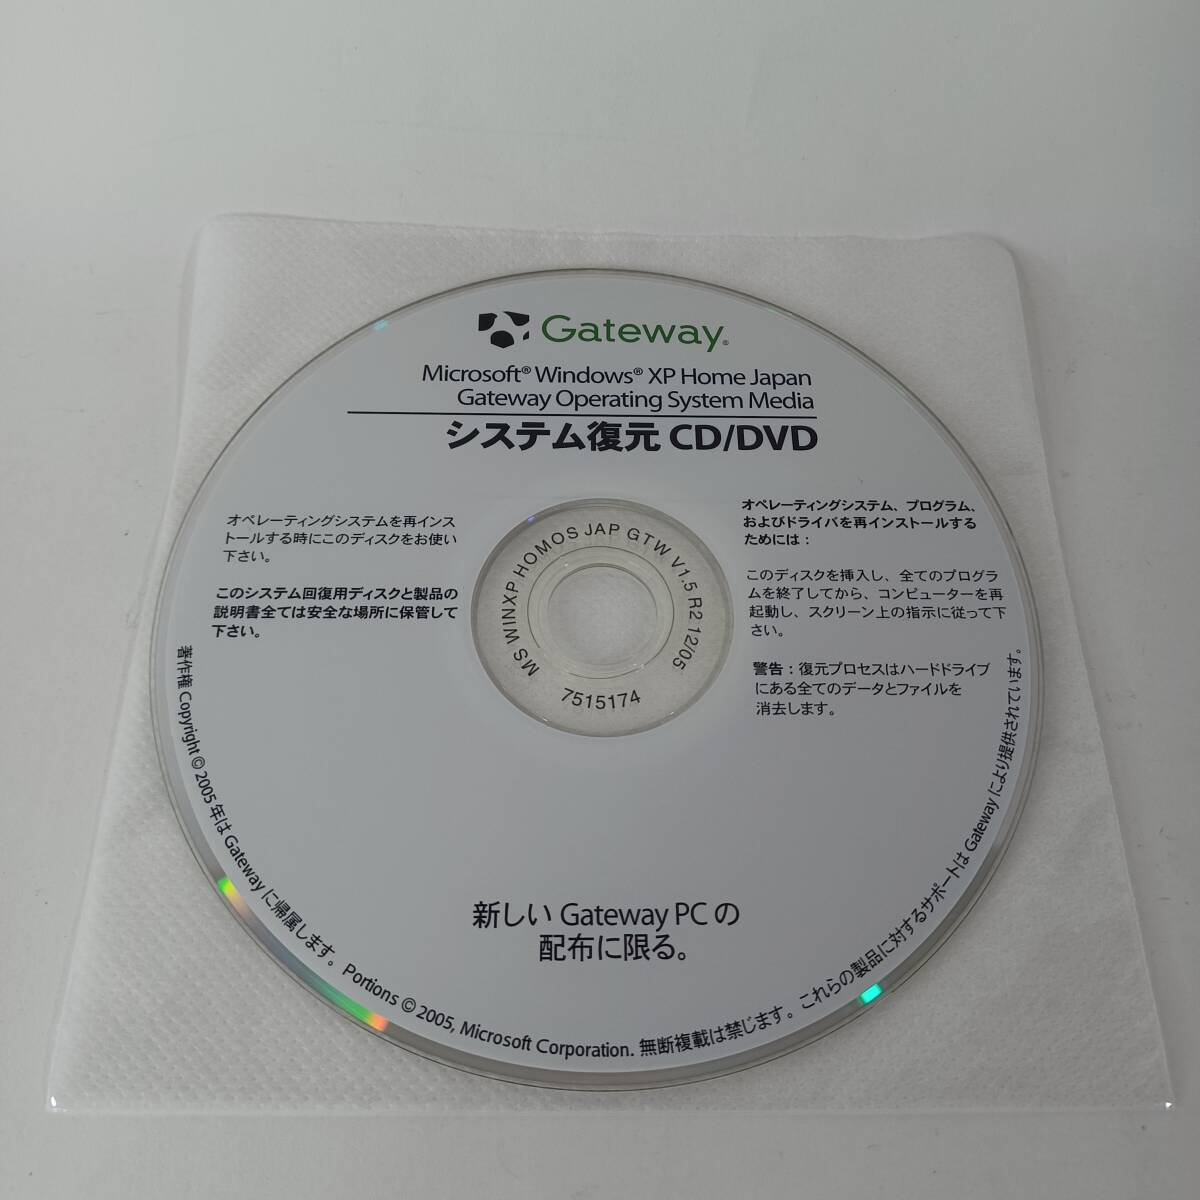 Gateway®
Microsoft® Windows® XP Home Japan
Gateway Operating System Media
システム復元 CD/DVD
オペレーティングシステムを再インス
トールする時にこのディスクをお使い
下さい。
このシステム回復用ディスクと製品の
説明書全ては安全な場所に保管して
下さい。
MS WINXP HOMOS JAP GTW V1.5 R2 12/05
7515174
オペレーティングシステム、プログラム、
およびドライバを再インストールする
ためには：
このディスクを挿入し、全てのプログラ
ムを終了してから、コンピューターを再
起動し、スクリーン上の指示に従って下
さい。
警告：復元プロセスはハードドライブ
にある全てのデータとファイルを
消去します。
新しい Gateway PC の
配布に限る。
著作権 Copyright © 2005 年は Gateway に帰属します。 Portions © 2005, Microsoft Corporation. 無断複載は禁じます。これらの製品に対するサポートは Gateway により提供されています。